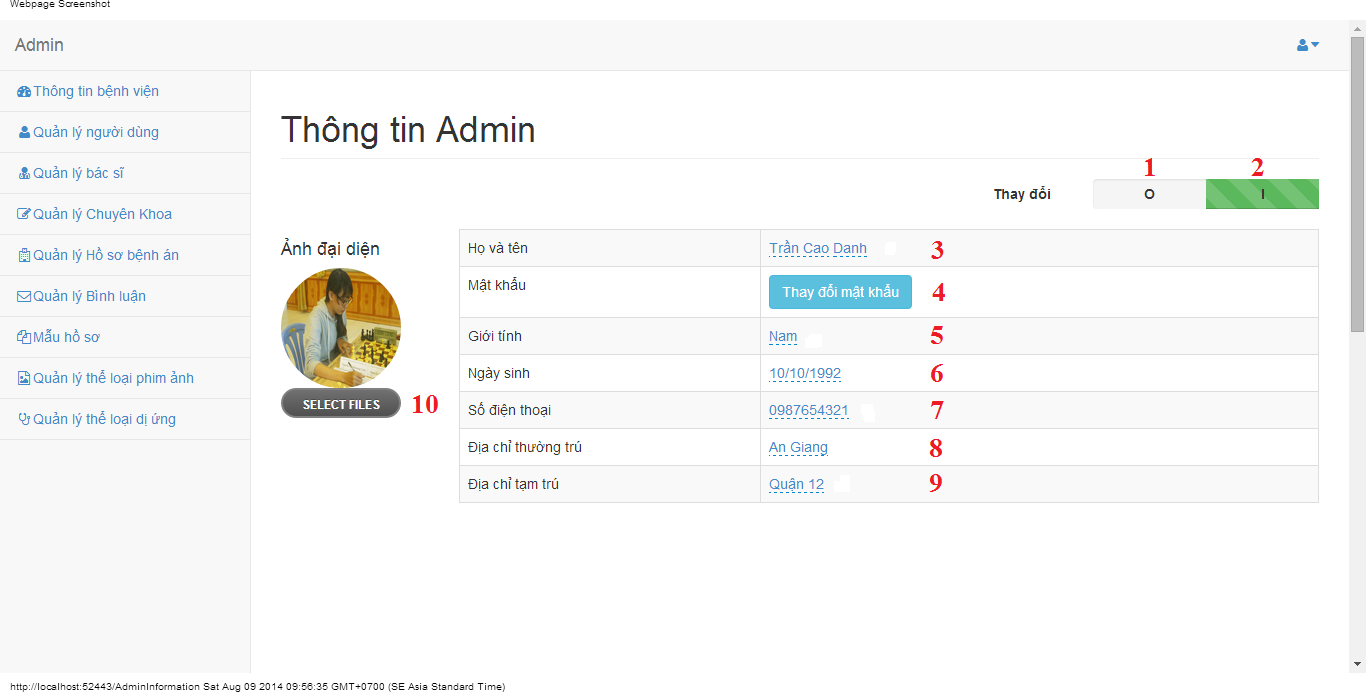 Webpage Screenshot
Admin
Thông tin bệnh viện
Quản lý người dùng
Quản lý bác sĩ
Quản lý Chuyên Khoa
Quản lý Hồ sơ bệnh án
Quản lý Bình luận
Mẫu hồ sơ
Quản lý thể loại phim ảnh
Quản lý thể loại dị ứng
Thông tin Admin
1 2
Thay đổi O I
Ảnh đại diện
SELECT FILES 10
Họ và tên Trần Cao Danh 3
Mật khẩu Thay đổi mật khẩu 4
Giới tính Nam 5
Ngày sinh 10/10/1992 6
Số điện thoại 0987654321 7
Địa chỉ thường trú An Giang 8
Địa chỉ tạm trú Quận 12 9
http://localhost:52443/AdminInformation Sat Aug 09 2014 09:56:35 GMT+0700 (SE Asia Standard Time)